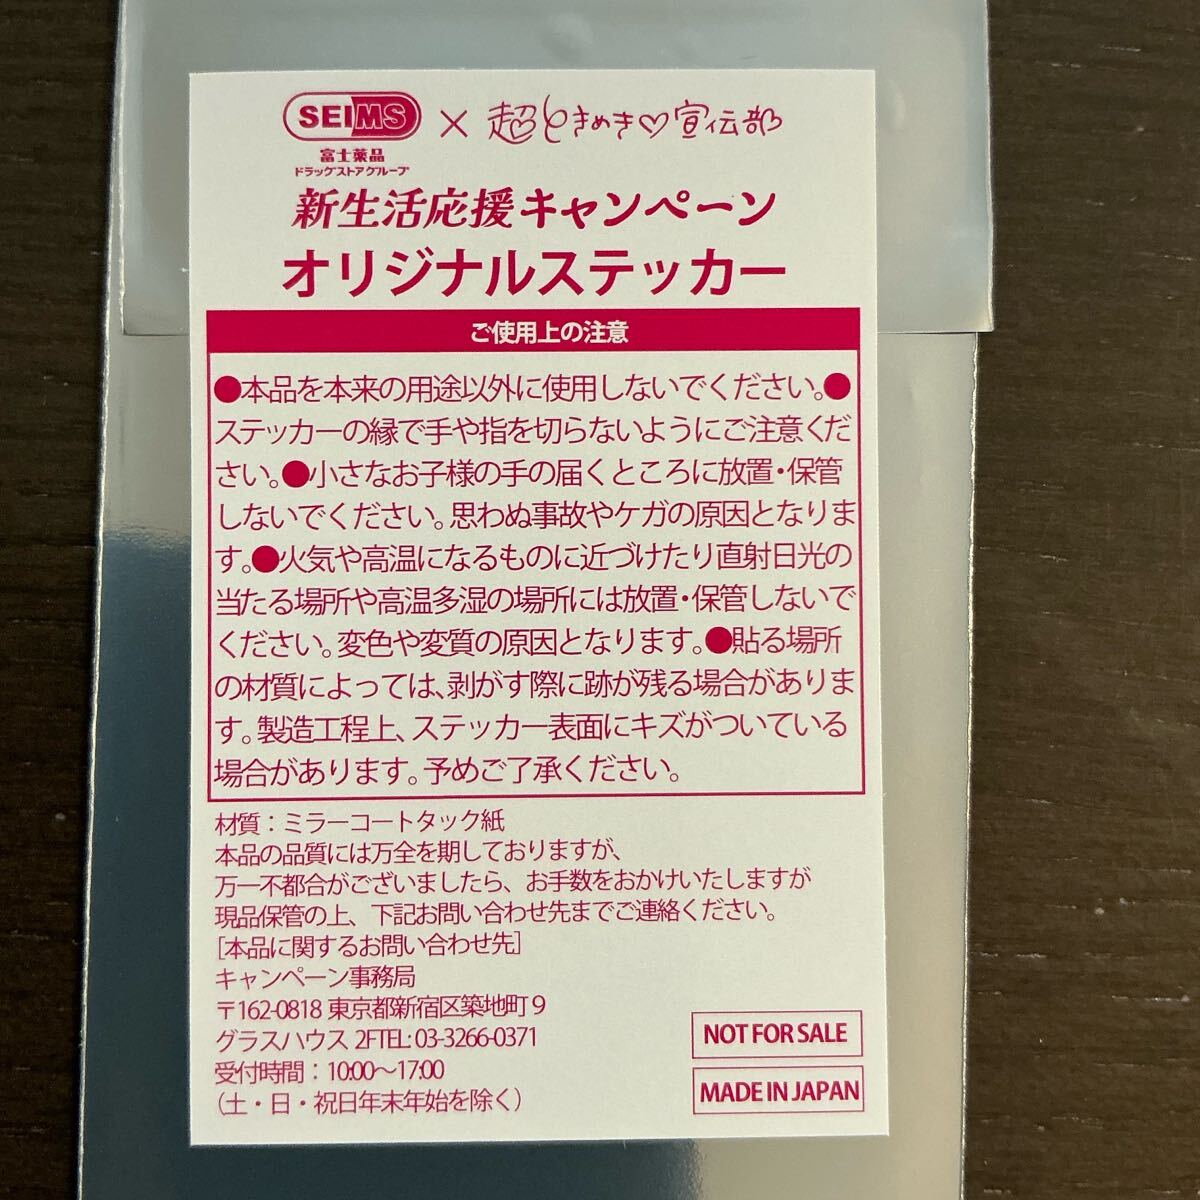 SEIMS × 超ときめき♡宣伝部
富士薬品
ドラッグストアグループ
新生活応援キャンペーン
オリジナルステッカー
ご使用上の注意
●本品を本来の用途以外に使用しないでください。●
ステッカーの縁で手や指を切らないようにご注意くだ
さい。●小さなお子様の手の届くところに放置・保管
しないでください。思わぬ事故やケガの原因となりま
す。●火気や高温になるものに近づけたり直射日光の
当たる場所や高温多湿の場所には放置・保管しないで
ください。変色や変質の原因となります。●貼る場所
の材質によっては、剥がす際に跡が残る場合がありま
す。製造工程上、ステッカー表面にキズがついている
場合があります。予めご了承ください。
材質：ミラーコートタック紙
本品の品質には万全を期しておりますが、
万一不都合がございましたら、お手数をおかけいたしますが
現品保管の上、下記お問い合わせ先までご連絡ください。
［本品に関するお問い合わせ先］
キャンペーン事務局
〒162-0818 東京都新宿区築地町9
グラスハウス 2FTEL: 03-3266-0371
受付時間：10:00～17:00
（土・日・祝日年末年始を除く）
NOT FOR SALE
MADE IN JAPAN